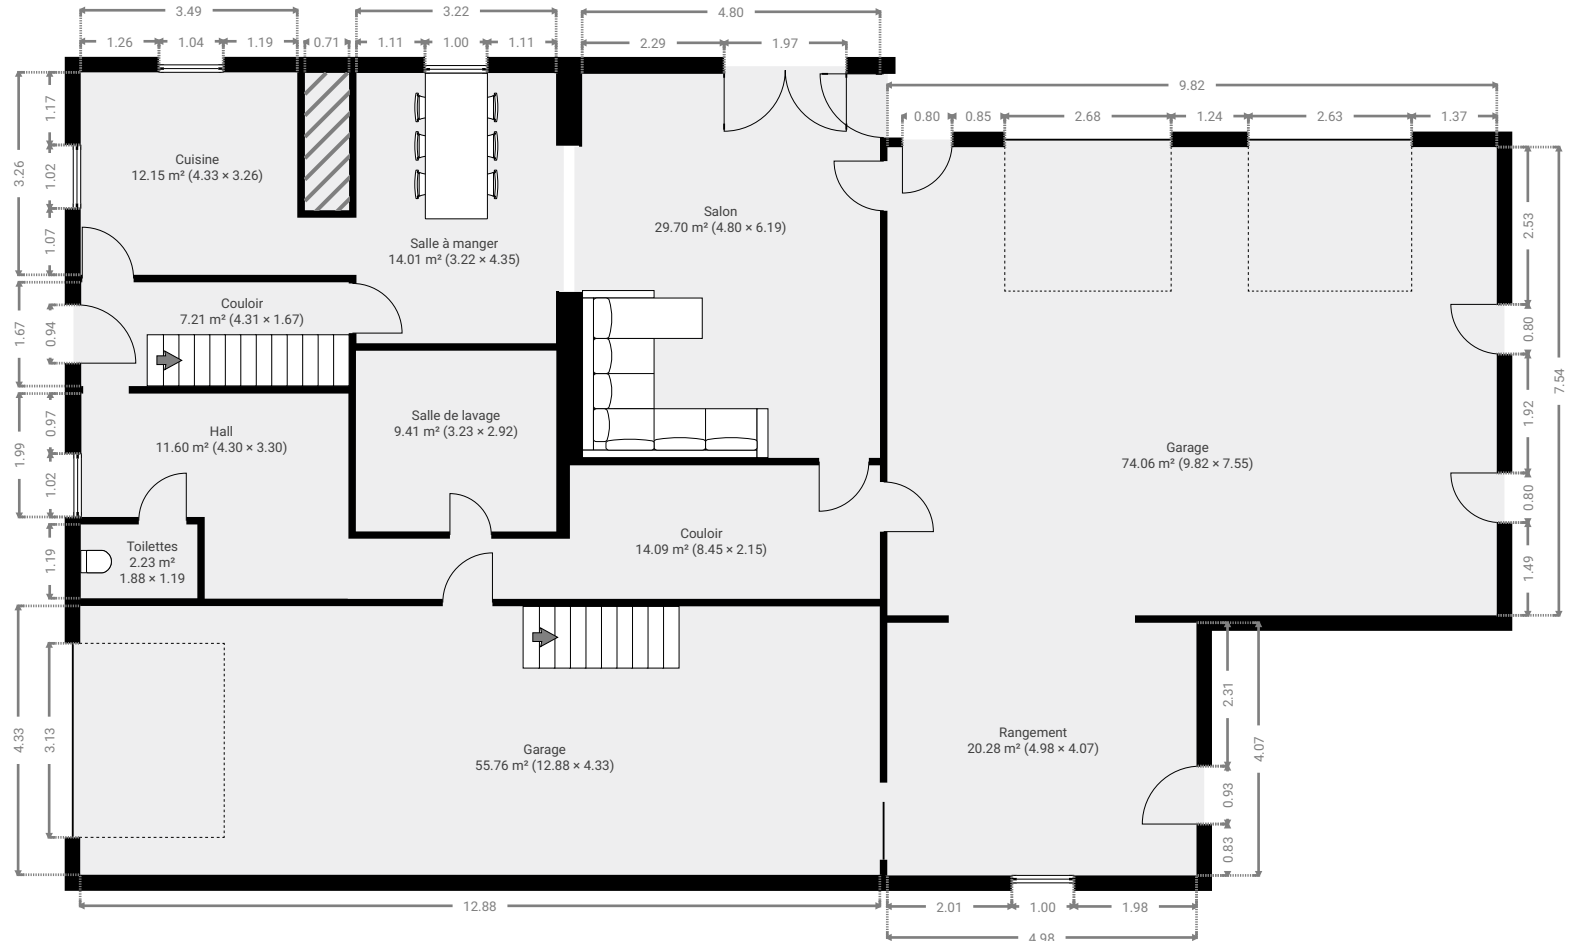 3.49
3.22
4.80
1.26
1.04
1.19
0.71
1.11
1.00
1.11
2.29
1.97
9.82
0.80
0.85
2.68
1.24
2.63
1.37
3.26
1.17
1.02
1.07
Cuisine
12.15 m² (4.33 × 3.26)
Salle à manger
14.01 m² (3.22 × 4.35)
Salon
29.70 m² (4.80 × 6.19)
2.53
0.80
1.92
0.80
1.49
7.54
1.67
0.94
Couloir
7.21 m² (4.31 × 1.67)
1.99
0.97
1.02
Hall
11.60 m² (4.30 × 3.30)
Salle de lavage
9.41 m² (3.23 × 2.92)
Garage
74.06 m² (9.82 × 7.55)
1.19
Toilettes
2.23 m²
1.88 × 1.19
Couloir
14.09 m² (8.45 × 2.15)
4.33
3.13
Garage
55.76 m² (12.88 × 4.33)
Rangement
20.28 m² (4.98 × 4.07)
2.31
0.93
0.83
4.07
12.88
2.01
1.00
1.98
4.98